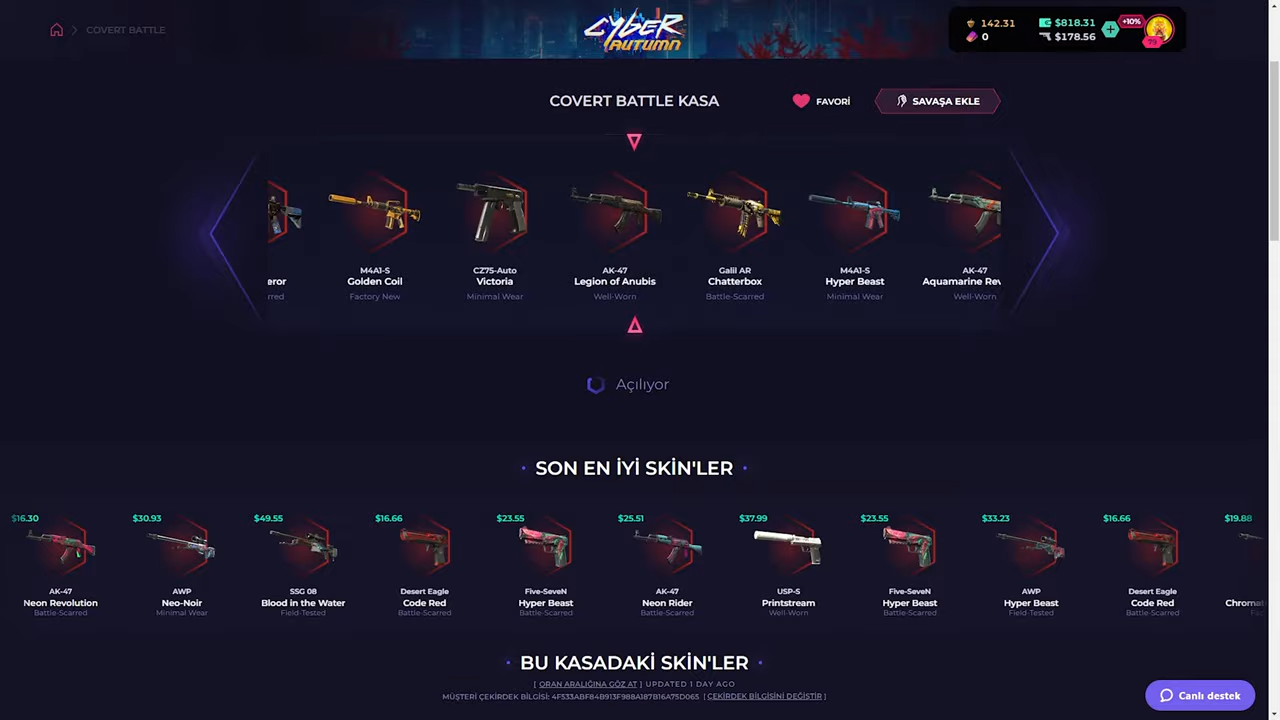 COVERT BATTLE
CYBER
AUTUMN
142.31
0
$818.31
$178.56
+10%
COVERT BATTLE KASA
FAVORİ
SAVAŞA EKLE
eror
rred
M4A1-S
Golden Coil
Factory New
CZ75-Auto
Victoria
Minimal Wear
AK-47
Legion of Anubis
Well-Worn
Galil AR
Chatterbox
Battle-Scarred
M4A1-S
Hyper Beast
Minimal Wear
AK-47
Aquamarine Rev
Well-Worn
Açılıyor
SON EN İYİ SKİN'LER
$16.30
AK-47
Neon Revolution
Battle-Scarred
$30.93
AWP
Neo-Noir
Minimal Wear
$49.55
SSG 08
Blood in the Water
Field-Tested
$16.66
Desert Eagle
Code Red
Battle-Scarred
$23.55
Five-SeveN
Hyper Beast
Battle-Scarred
$25.51
AK-47
Neon Rider
Battle-Scarred
$37.99
USP-S
Printstream
Well-Worn
$23.55
Five-SeveN
Hyper Beast
Battle-Scarred
$33.23
AWP
Hyper Beast
Field-Tested
$16.66
Desert Eagle
Code Red
Battle-Scarred
$19.88
Chromat
BU KASADAKİ SKİN'LER
[ ORAN ARALIĞINA GÖZ AT ] UPDATED 1 DAY AGO
MÜŞTERİ ÇEKİRDEK BİLGİSİ: 4F533ABF84B913F988A187B16A75D065 [ ÇEKİRDEK BİLGİSİNİ DEĞİŞTİR ]
Canlı destek